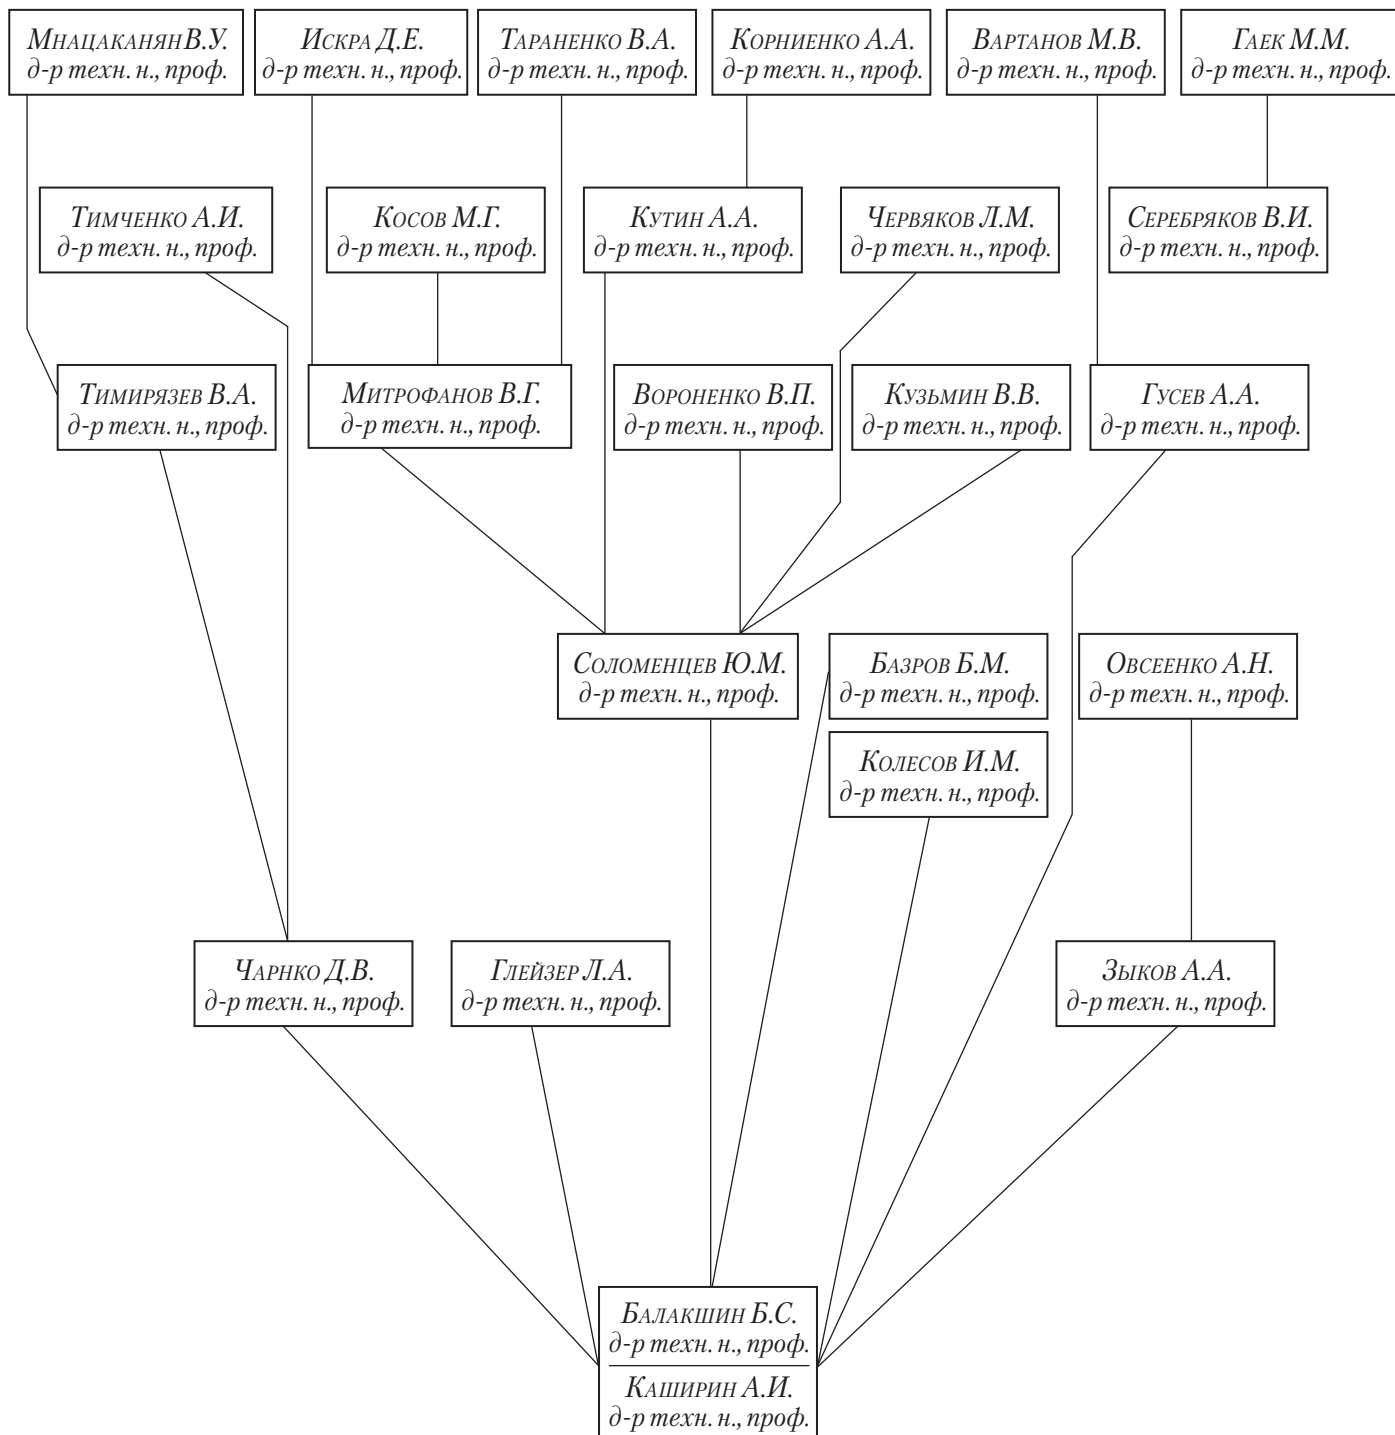 Мнацаканян В.У.
д-р техн. н., проф.
Искра Д.Е.
д-р техн. н., проф.
Тараненко В.А.
д-р техн. н., проф.
Корниенко А.А.
д-р техн. н., проф.
Вартанов М.В.
д-р техн. н., проф.
Гаек М.М.
д-р техн. н., проф.
Тимченко А.И.
д-р техн. н., проф.
Косов М.Г.
д-р техн. н., проф.
Кутин А.А.
д-р техн. н., проф.
Червяков Л.М.
д-р техн. н., проф.
Серебряков В.И.
д-р техн. н., проф.
Тимирязев В.А.
д-р техн. н., проф.
Митрофанов В.Г.
д-р техн. н., проф.
Вороненко В.П.
д-р техн. н., проф.
Кузьмин В.В.
д-р техн. н., проф.
Гусев А.А.
д-р техн. н., проф.
Соломенцев Ю.М.
д-р техн. н., проф.
Базров Б.М.
д-р техн. н., проф.
Овсеенко А.Н.
д-р техн. н., проф.
Колесов И.М.
д-р техн. н., проф.
Чарнко Д.В.
д-р техн. н., проф.
Глейзер Л.А.
д-р техн. н., проф.
Зыков А.А.
д-р техн. н., проф.
Балакшин Б.С.
д-р техн. н., проф.
Каширин А.И.
д-р техн. н., проф.